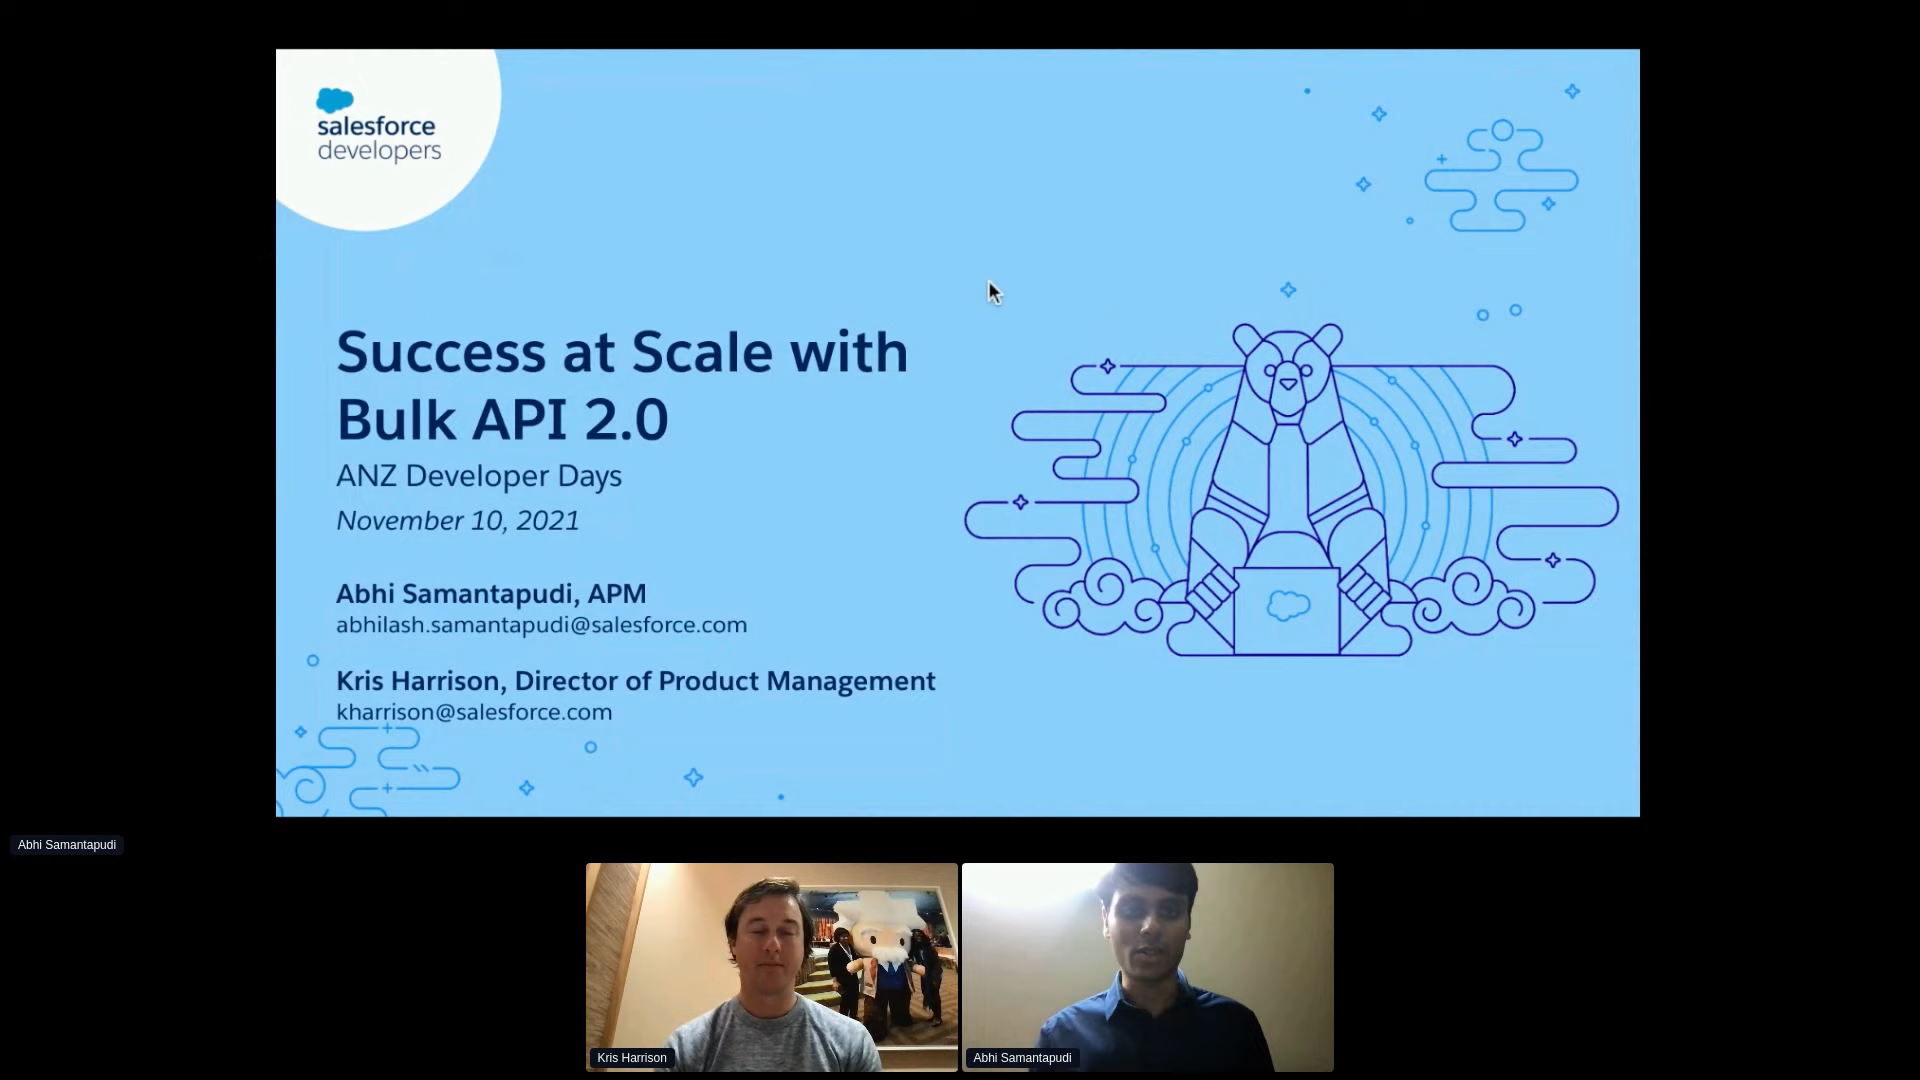 salesforce
developers
Success at Scale with
Bulk API 2.0
ANZ Developer Days
November 10, 2021
Abhi Samantapudi, APM
abhilash.samantapudi@salesforce.com
Kris Harrison, Director of Product Management
kharrison@salesforce.com
Abhi Samantapudi
Kris Harrison
Abhi Samantapudi